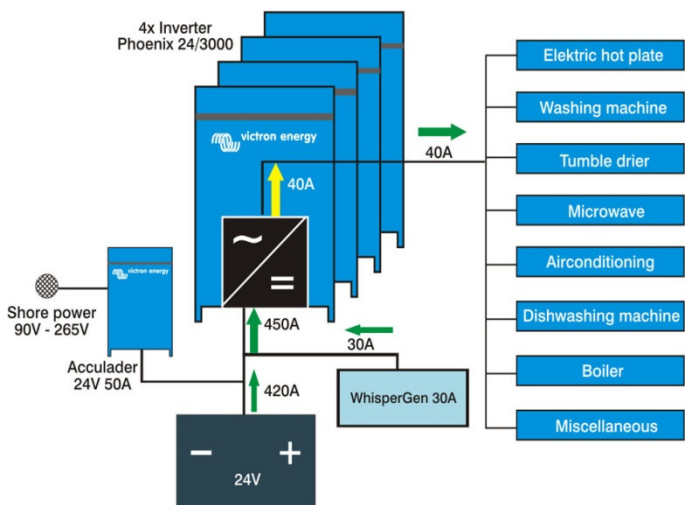 4x Inverter
Phoenix 24/3000
victron energy
40A
40A
Elektric hot plate
Washing machine
Tumble drier
Microwave
Airconditioning
Dishwashing machine
Boiler
Miscellaneous
victron energy
Shore power
90V - 265V
Acculader
24V 50A
450A
30A
420A
WhisperGen 30A
24V